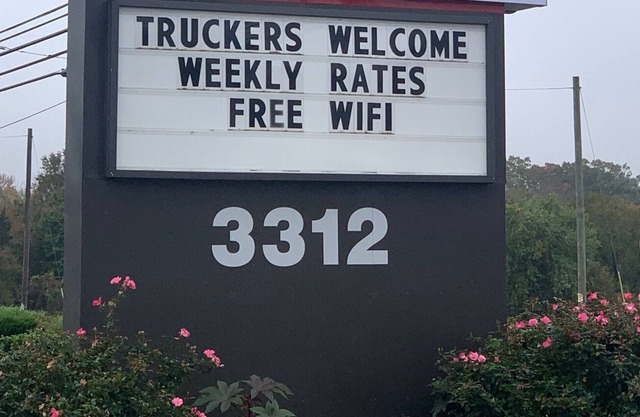 TRUCKERS WELCOME
WEEKLY RATES
FREE WIFI
3312